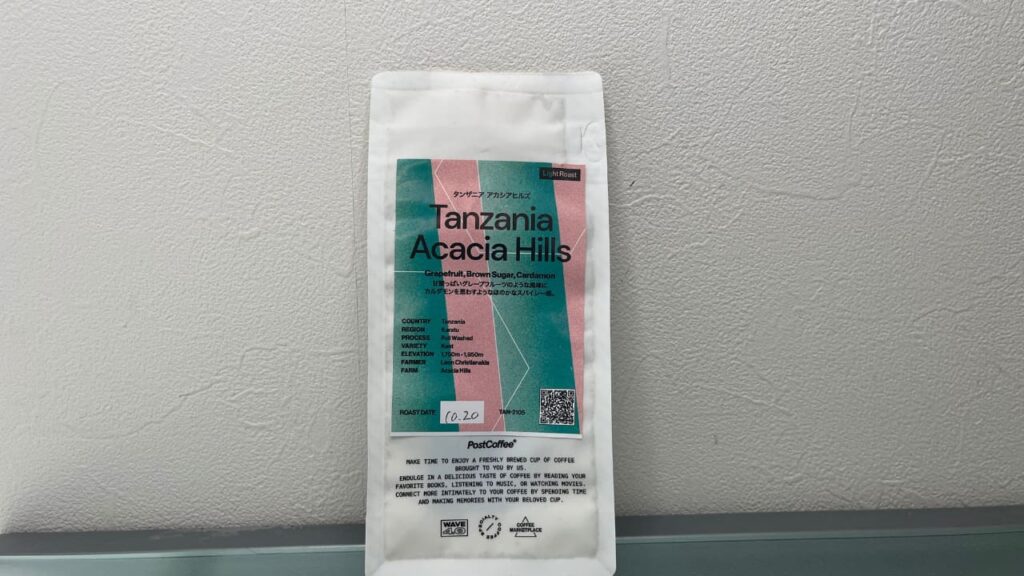 Light Roast
タンザニア アカシアヒルズ
Tanzania
Acacia Hills
Grapefruit, Brown Sugar, Cardamon
甘酸っぱいグレープフルーツのような風味に
カルダモンを思わすようなほのかなスパイシー感。
COUNTRY Tanzania
REGION Karatu
PROCESS Full Washed
VARIETY Kent
ELEVATION 1,750m - 1,950m
FARMER Leon Christianakis
FARM Acacia Hills
ROAST DATE 10.20 TAN-2105
PostCoffee
MAKE TIME TO ENJOY A FRESHLY BREWED CUP OF COFFEE
BROUGHT TO YOU BY US.
ENDULGE IN A DELICIOUS TASTE OF COFFEE BY READING YOUR
FAVORITE BOOKS, LISTENING TO MUSIC, OR WATCHING MOVIES.
CONNECT MORE INTIMATELY TO YOUR COFFEE BY SPENDING TIME
AND MAKING MEMORIES WITH YOUR BELOVED CUP.
WAVE
4.0
SPECIALTY COFFEE
COFFEE
MARKETPLACE